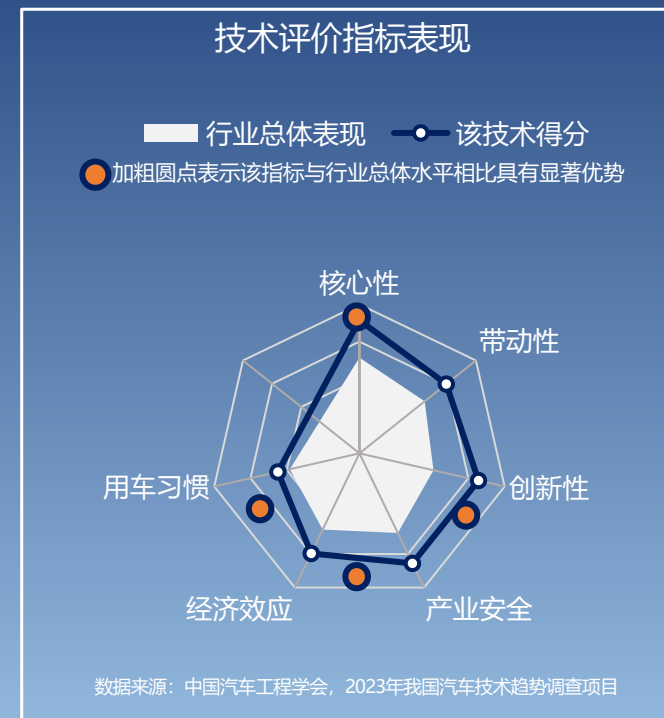 技术评价指标表现
行业总体表现 该技术得分
加粗圆点表示该指标与行业总体水平相比具有显著优势
核心性
带动性
用车习惯 创新性
经济效应 产业安全
数据来源：中国汽车工程学会，2023年我国汽车技术趋势调查项目